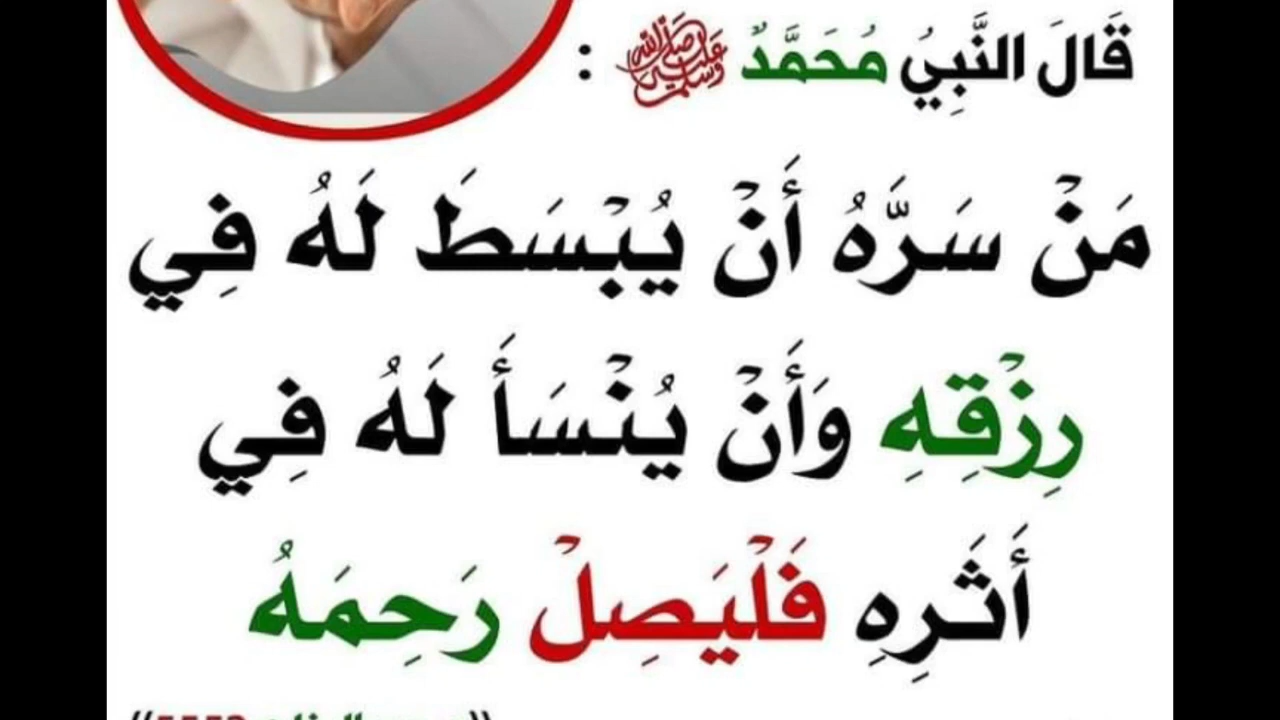 قَالَ النَّبِيُ مُحَمَّدٌ ﷺ :
مَنْ سَرَّهُ أَنْ يُبْسَطَ لَهُ فِي
رِزْقِهِ وَأَنْ يُنْسَأَ لَهُ فِي
أَثَرِهِ فَلْيَصِلْ رَحِمَهُ